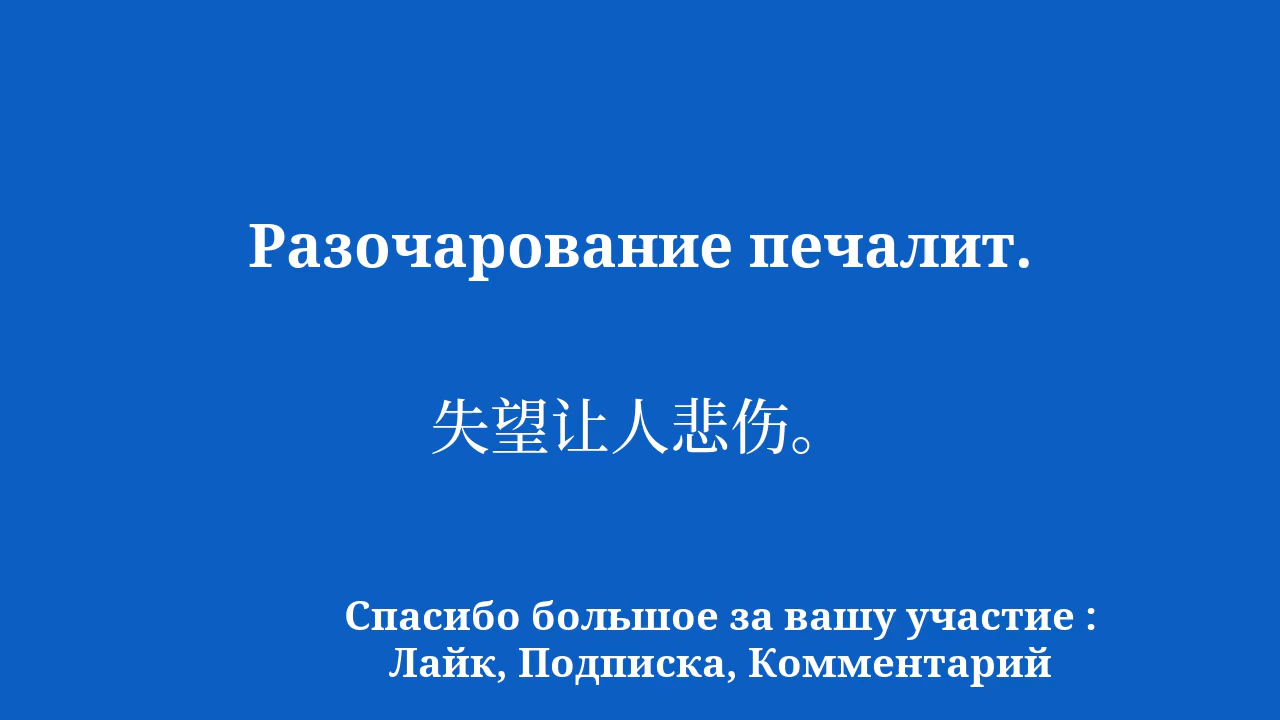 Разочарование печалит.
失望让人悲伤。
Спасибо большое за вашу участие :
Лайк, Подписка, Комментарий